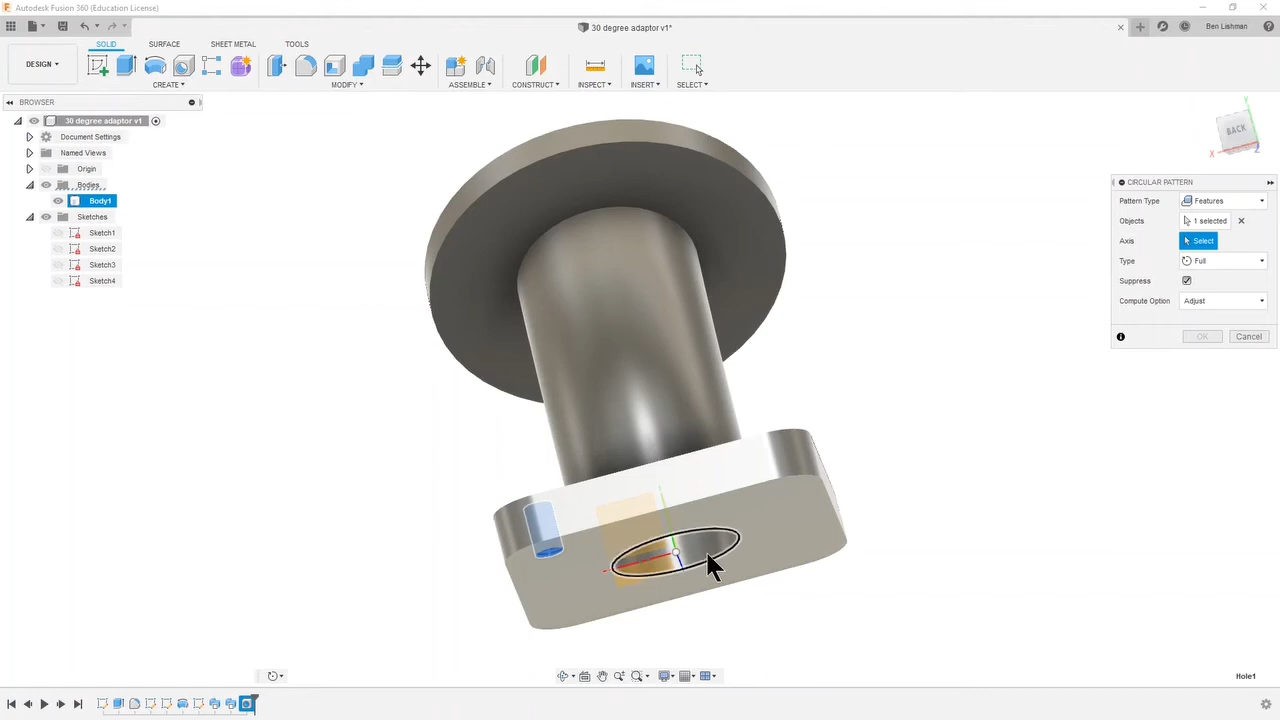 Autodesk Fusion 360 (Education License)
30 degree adaptor v1*
Ben Lishman
SOLID SURFACE SHEET METAL TOOLS
DESIGN
CREATE MODIFY ASSEMBLE CONSTRUCT INSPECT INSERT SELECT
BROWSER
30 degree adaptor v1
Document Settings
Named Views
Origin
Bodies
Body1
Sketches
Sketch1
Sketch2
Sketch3
Sketch4
Y
BACK
X
Z
CIRCULAR PATTERN
Pattern Type Features
Objects 1 selected
Axis Select
Type Full
Suppress
Compute Option Adjust
OK Cancel
Hole1